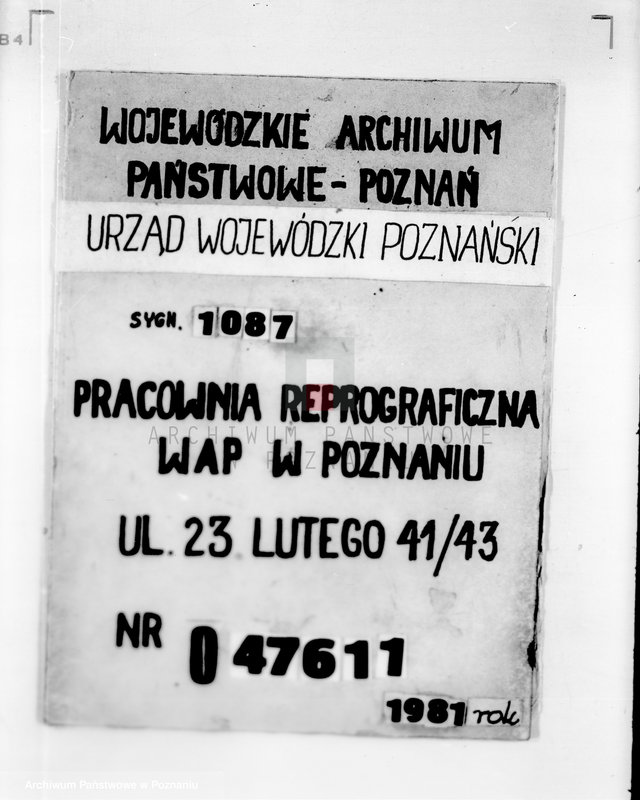 B4
WOJEWÓDZKIE ARCHIWUM
PAŃSTWOWE - POZNAŃ
URZĄD WOJEWÓDZKI POZNAŃSKI
SYGN. 1087
PRACOWNIA REPROGRAFICZNA
ARCHIWUM PAŃSTWOWE
WAP W POZNANIU
UL. 23 LUTEGO 41/43
NR 0 47611
1981 rok
Archiwum Państwowe w Poznaniu